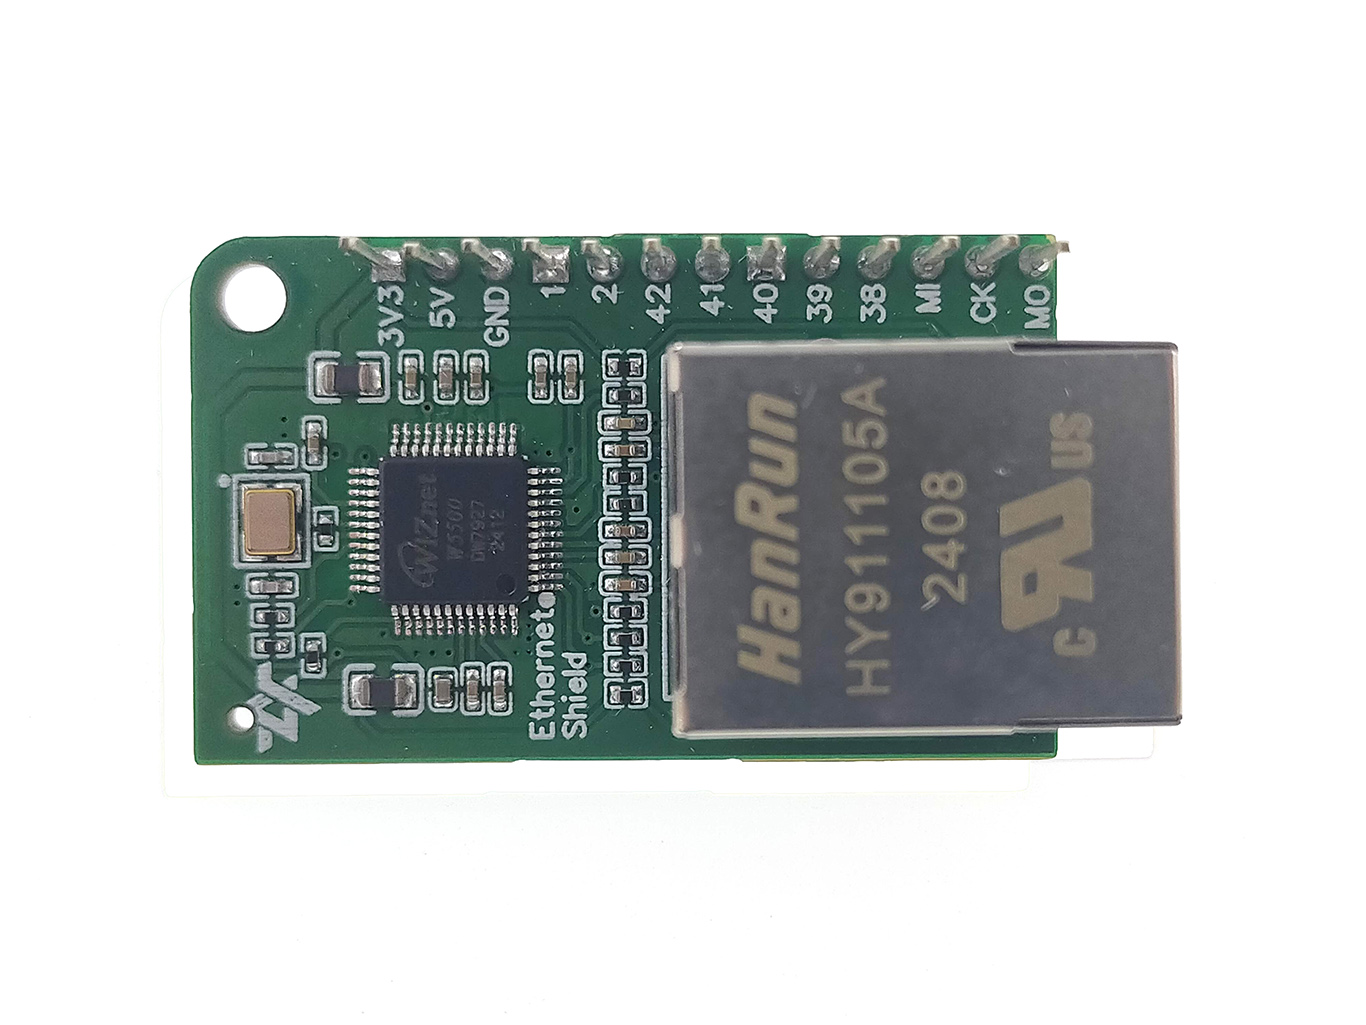 3V3
5V
GND
1
2
42
41
40
39
38
MI
CK
MO
WIZnet
W5500
2412
Ethernet
Shield
HanRun
HY911105A
2408
C
US